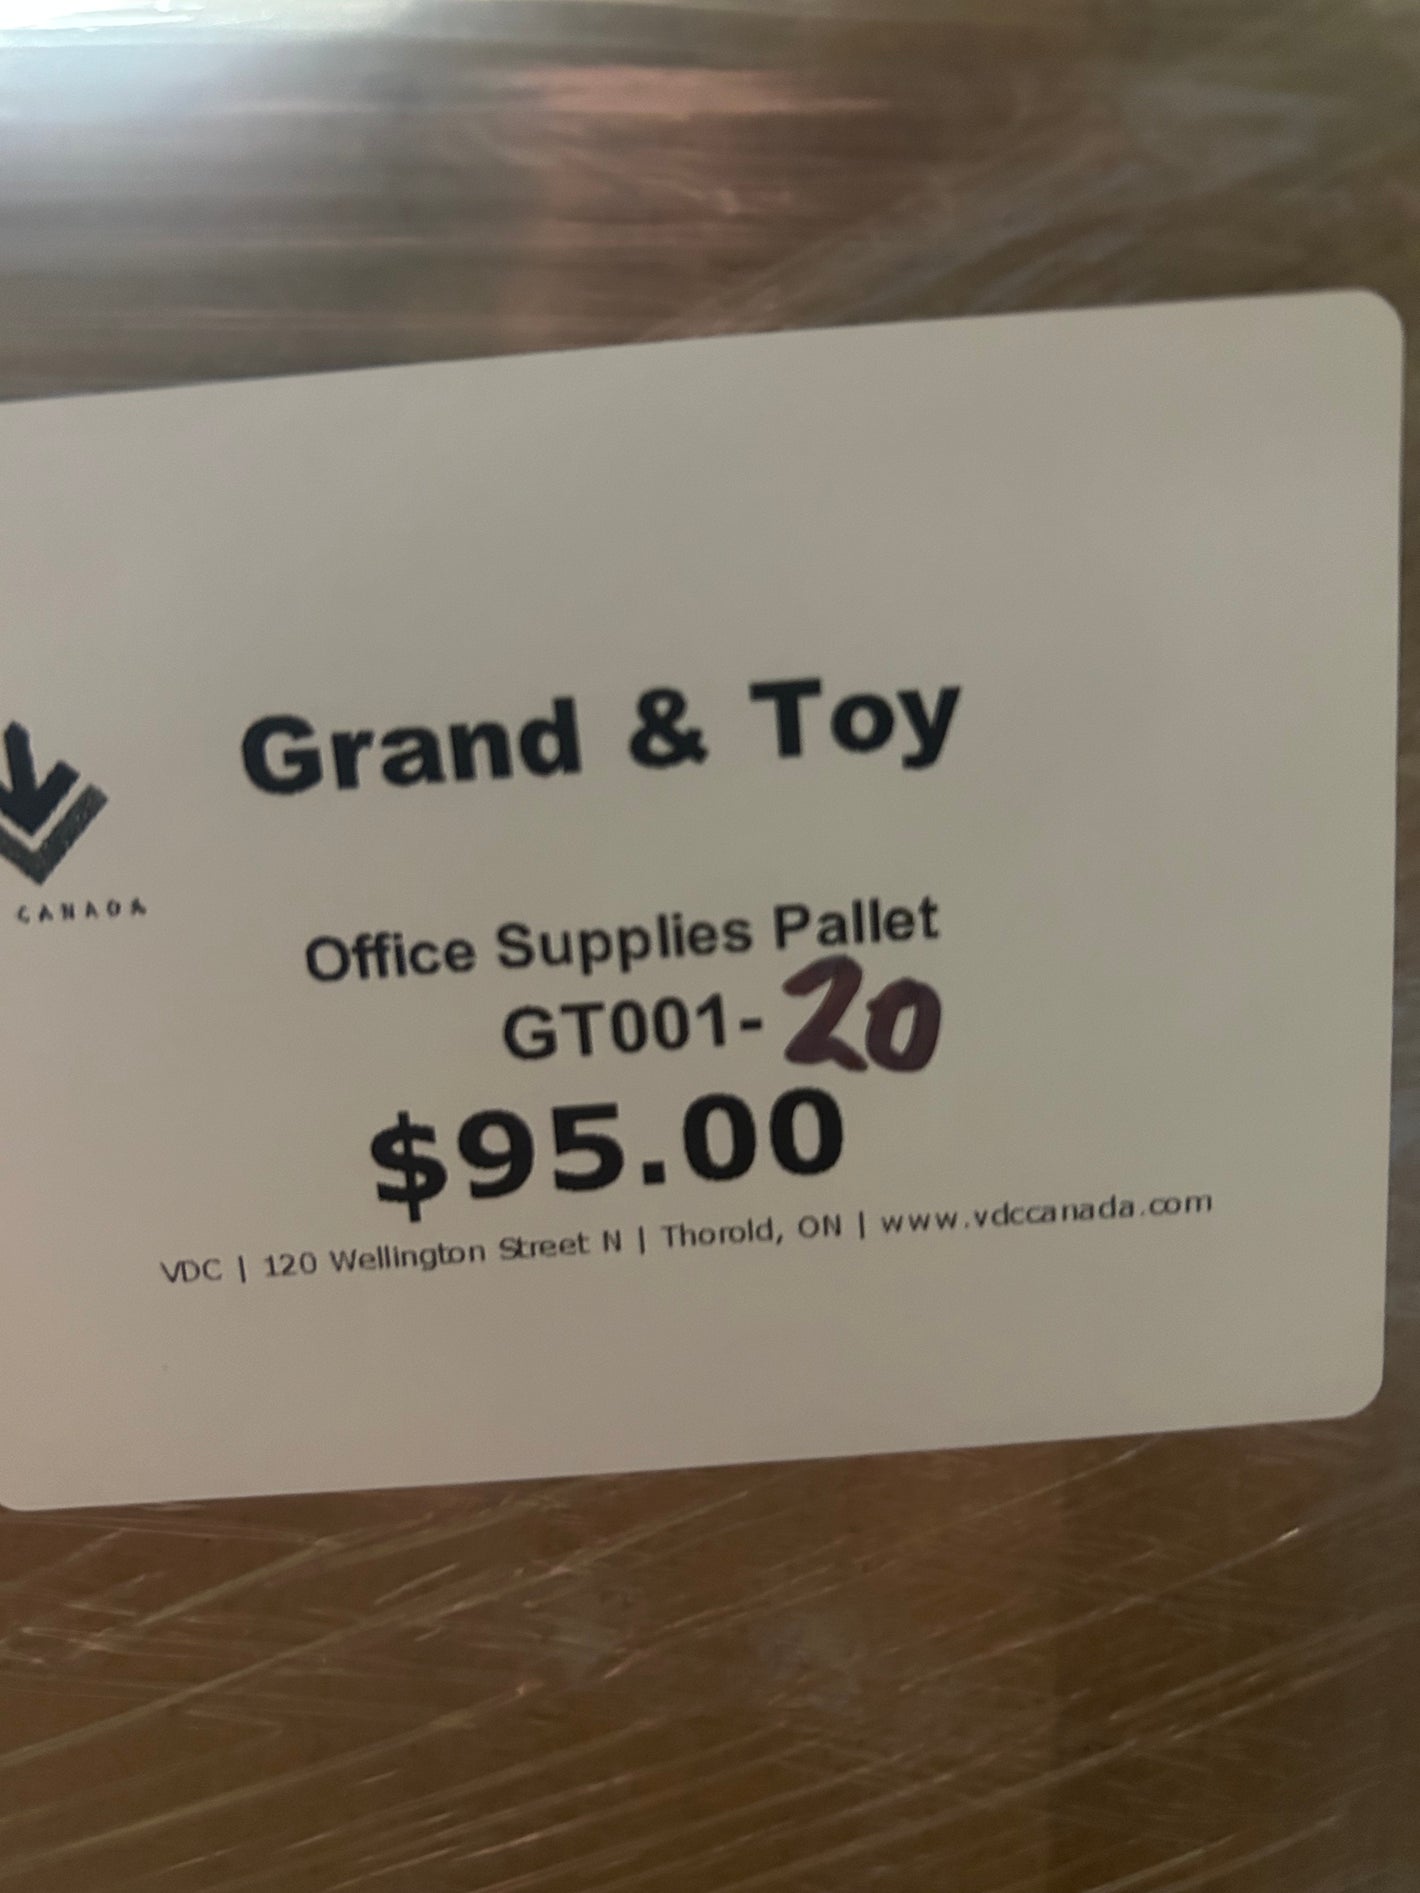 Grand & Toy
CANADA
Office Supplies Pallet
GT001-20
$95.00
VDC | 120 Wellington Street N | Thorold, ON | www.vdccanada.com